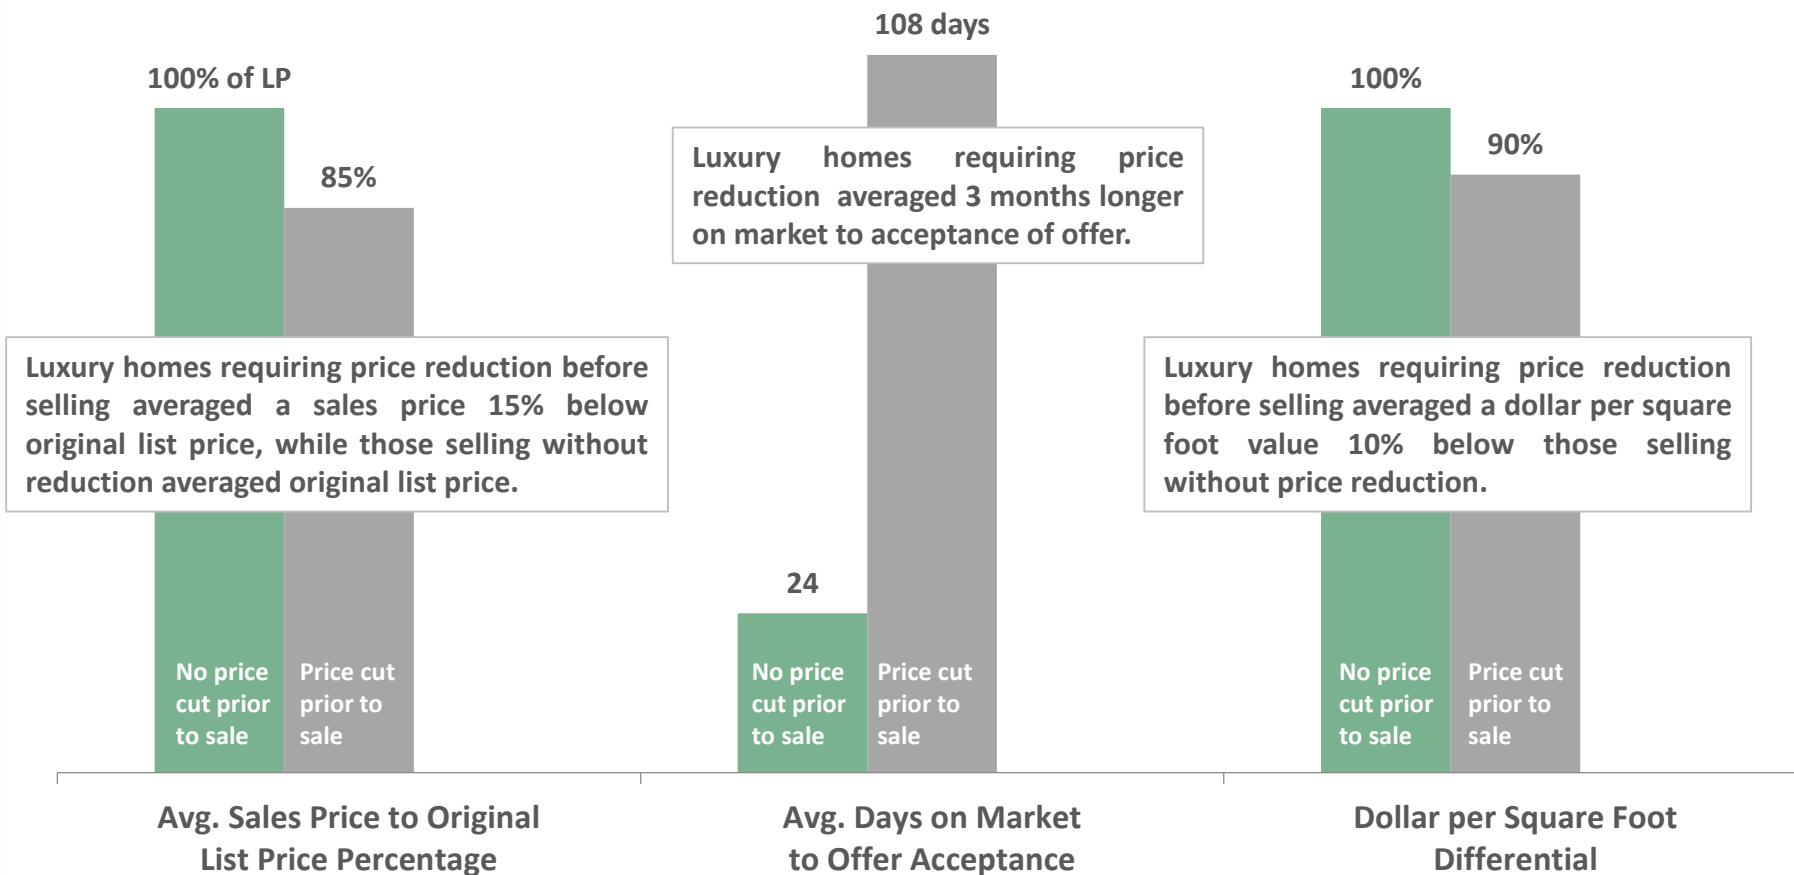 100% of LP
85%
Luxury homes requiring price reduction before
selling averaged a sales price 15% below
original list price, while those selling without
reduction averaged original list price.
No price
cut prior
to sale
Price cut
prior to
sale
Avg. Sales Price to Original
List Price Percentage
108 days
Luxury homes requiring price
reduction averaged 3 months longer
on market to acceptance of offer.
24
No price
cut prior
to sale
Price cut
prior to
sale
Avg. Days on Market
to Offer Acceptance
100%
90%
Luxury homes requiring price reduction
before selling averaged a dollar per square
foot value 10% below those selling
without price reduction.
No price
cut prior
to sale
Price cut
prior to
sale
Dollar per Square Foot
Differential